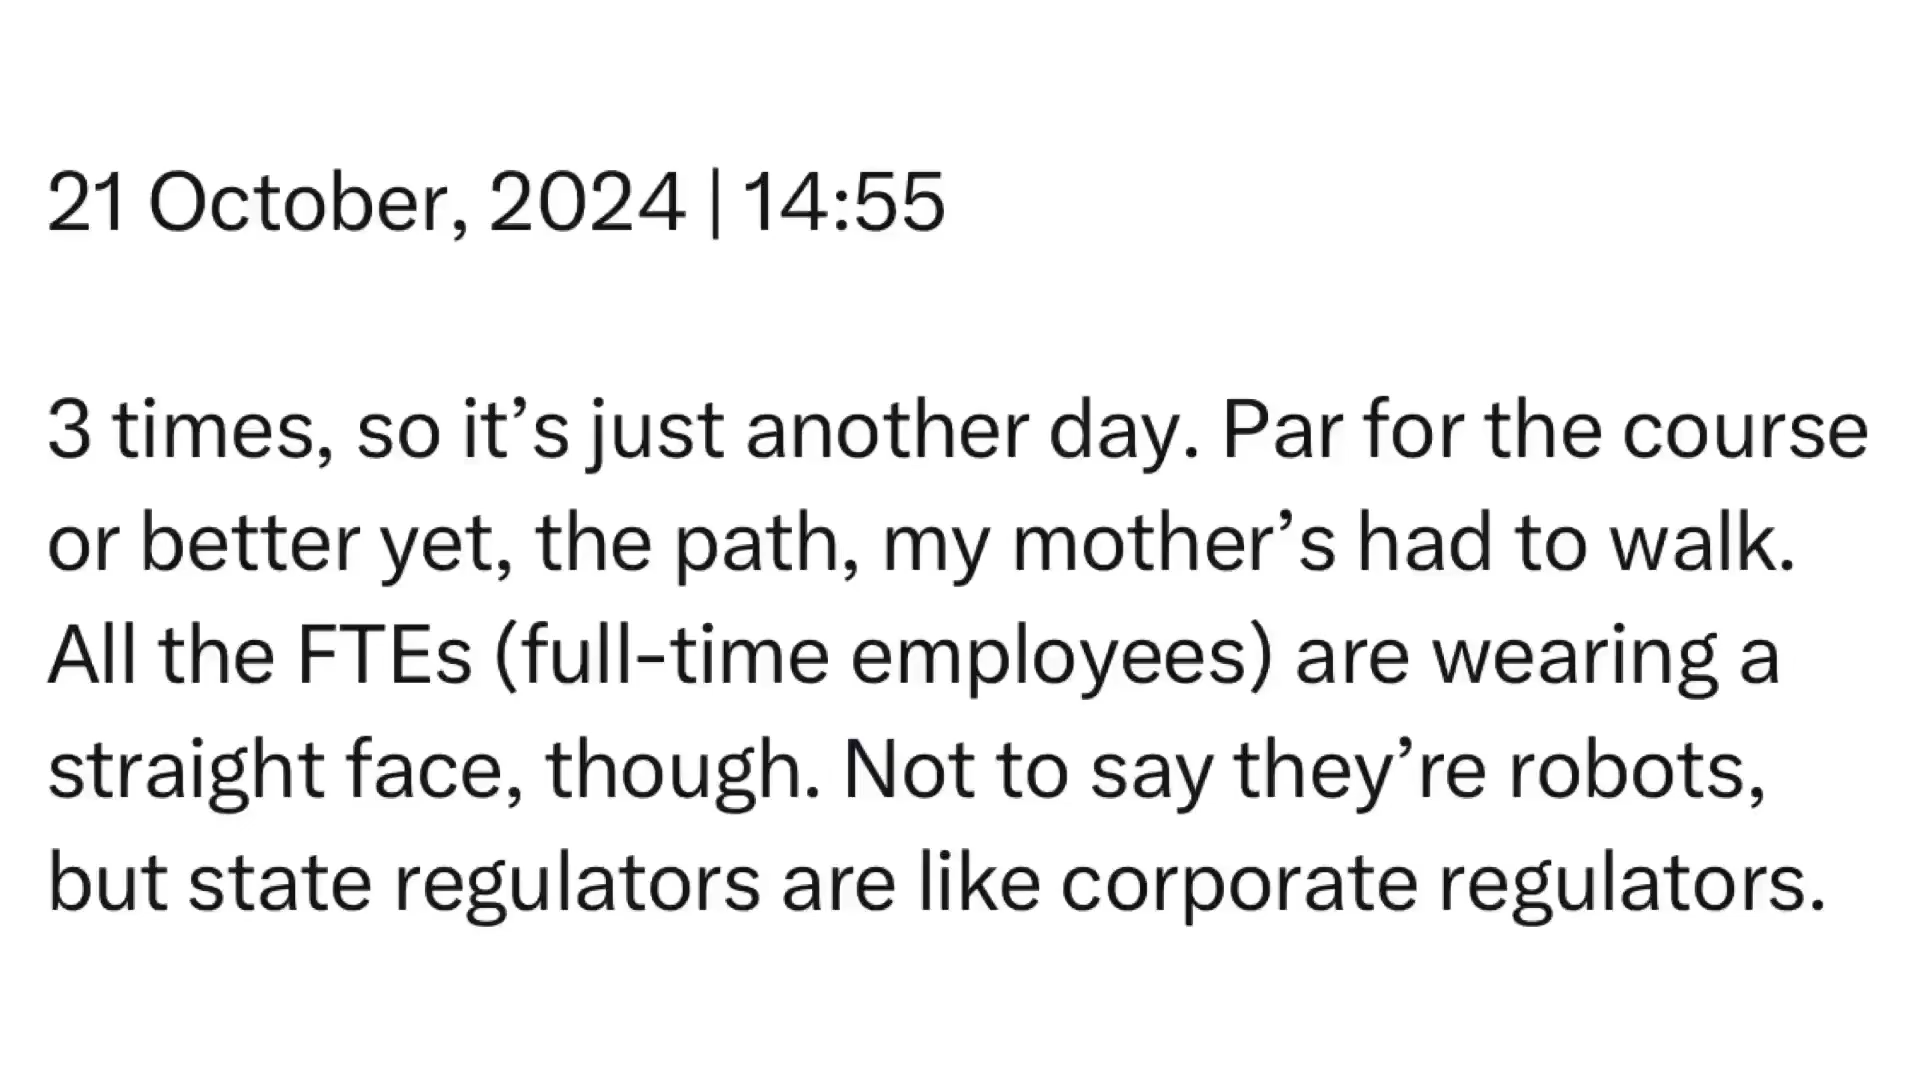 21 October, 2024 | 14:55
3 times, so it’s just another day. Par for the course
or better yet, the path, my mother’s had to walk.
All the FTEs (full-time employees) are wearing a
straight face, though. Not to say they’re robots,
but state regulators are like corporate regulators.